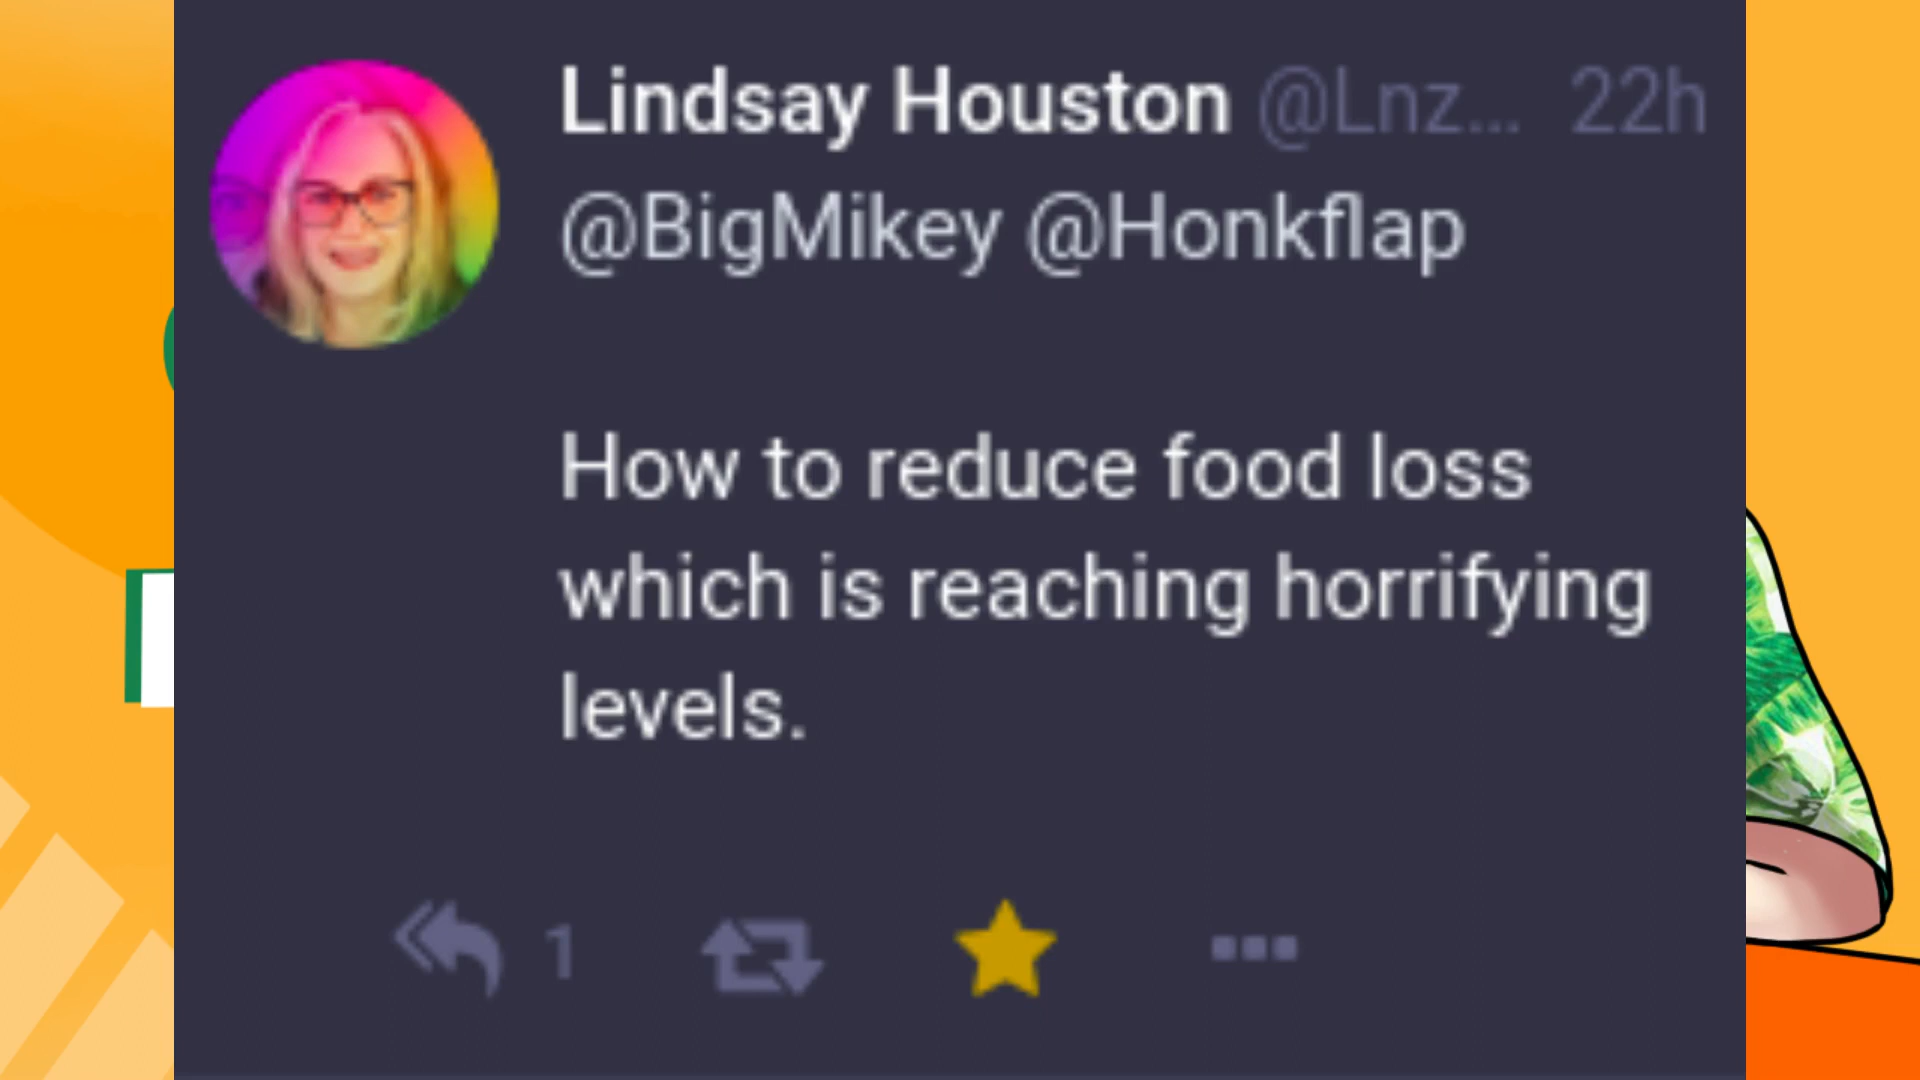 Lindsay Houston @Lnz... 22h
@BigMikey @Honkflap
How to reduce food loss
which is reaching horrifying
levels.
1